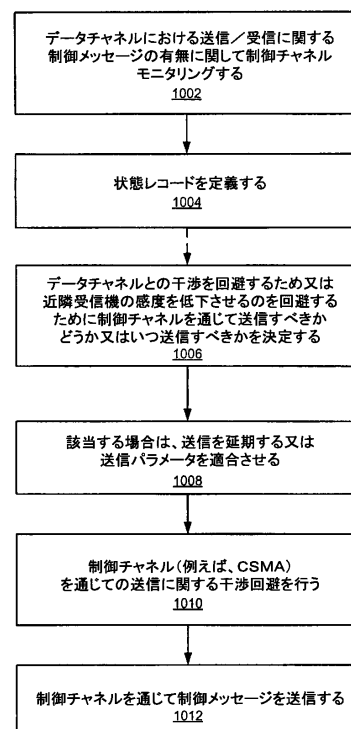 データチャネルにおける送信／受信に関する
制御メッセージの有無に関して制御チャネル
モニタリングする
1002
状態レコードを定義する
1004
データチャネルとの干渉を回避するため又は
近隣受信機の感度を低下させるのを回避する
ために制御チャネルを通じて送信すべきか
どうか又はいつ送信すべきかを決定する
1006
該当する場合は、送信を延期する又は
送信パラメータを適合させる
1008
制御チャネル（例えば、CSMA）
を通じての送信に関する干渉回避を行う
1010
制御チャネルを通じて制御メッセージを送信する
1012